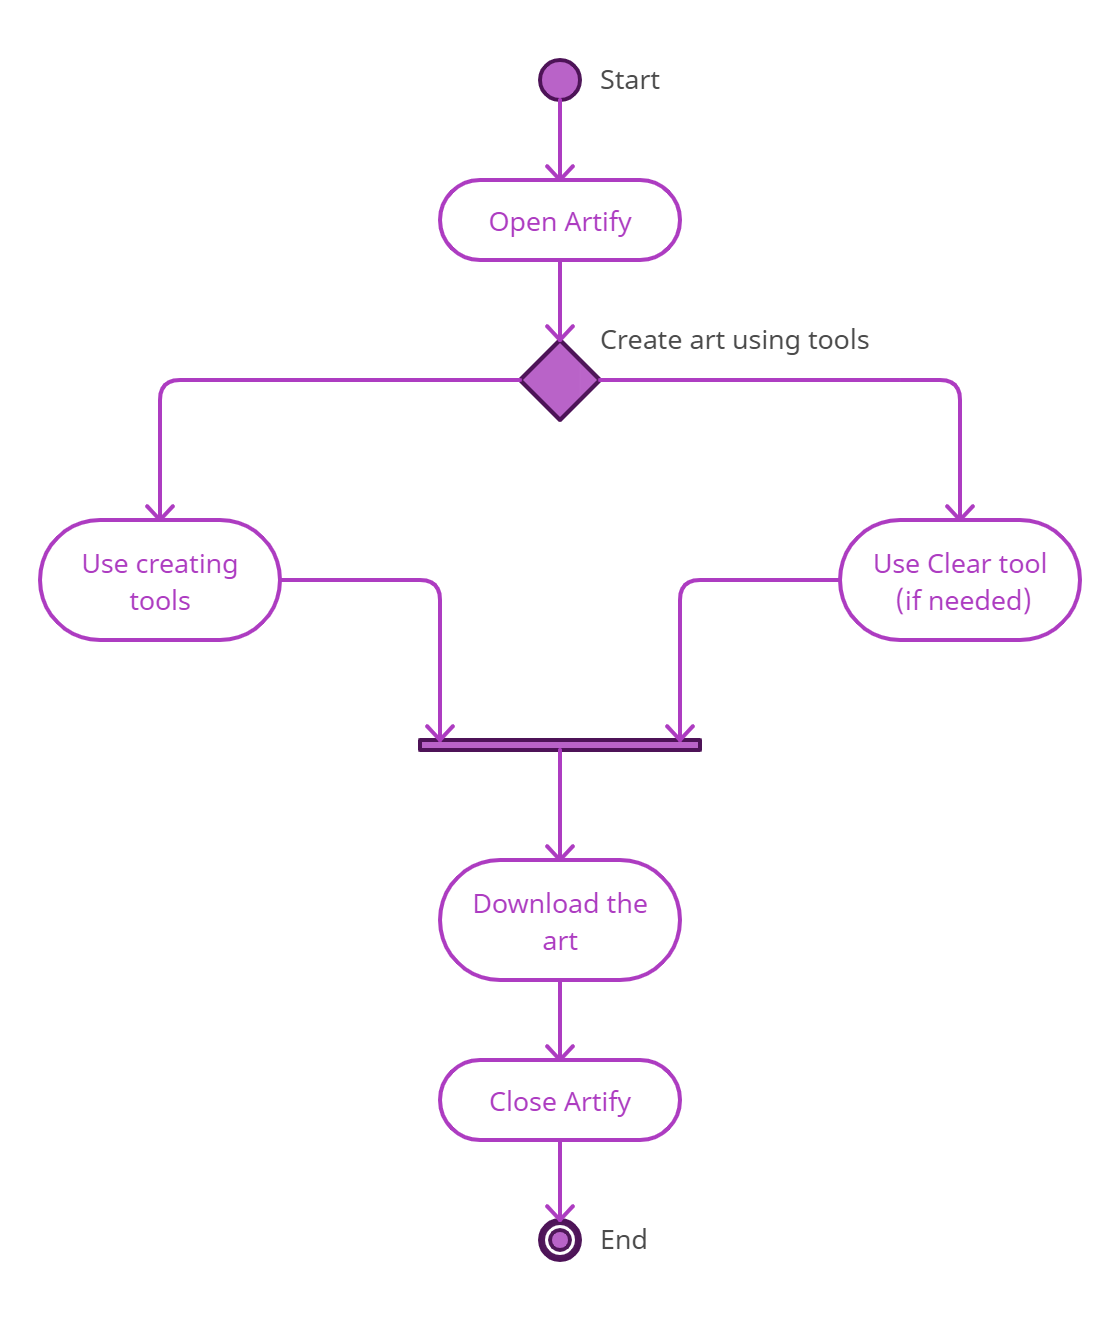 Start
Open Artify
Create art using tools
Use creating
tools
Use Clear tool
(if needed)
Download the
art
Close Artify
End